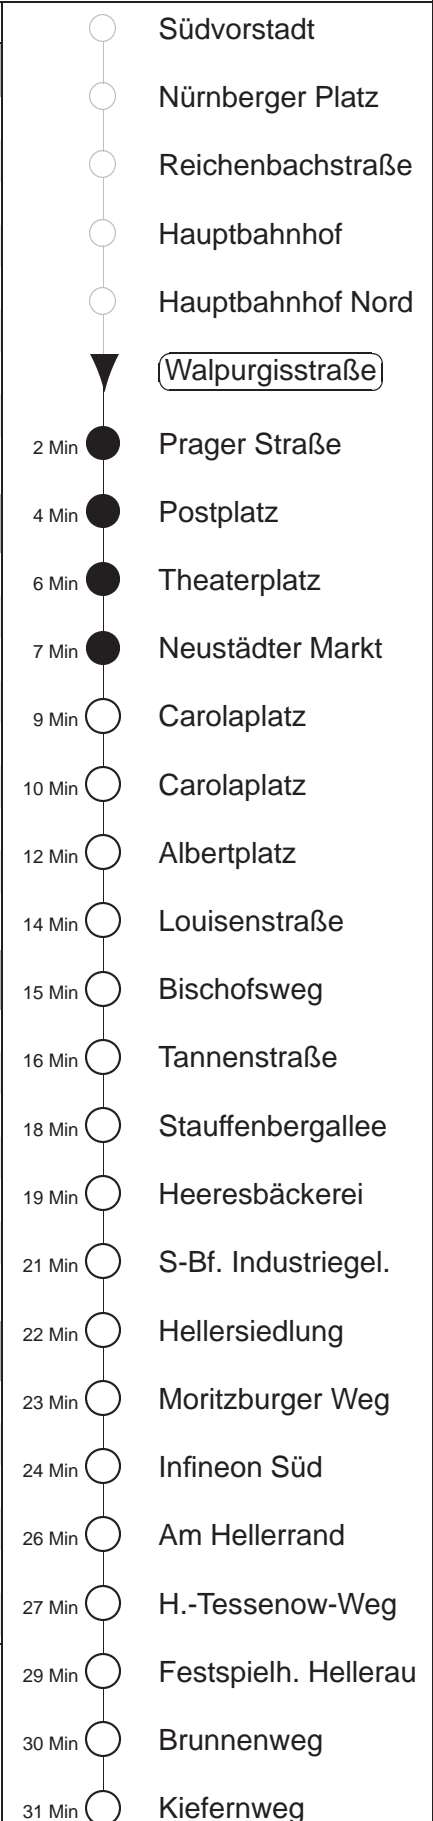 Südvorstadt
Nürnberger Platz
Reichenbachstraße
Hauptbahnhof
Hauptbahnhof Nord
Walpurgisstraße
2 Min Prager Straße
4 Min Postplatz
6 Min Theaterplatz
7 Min Neustädter Markt
9 Min Carolaplatz
10 Min Carolaplatz
12 Min Albertplatz
14 Min Louisenstraße
15 Min Bischofsweg
16 Min Tannenstraße
18 Min Stauffenbergallee
19 Min Heeresbäckerei
21 Min S-Bf. Industriegel.
22 Min Hellersiedlung
23 Min Moritzburger Weg
24 Min Infineon Süd
26 Min Am Hellerrand
27 Min H.-Tessenow-Weg
29 Min Festspielh. Hellerau
30 Min Brunnenweg
31 Min Kiefernweg